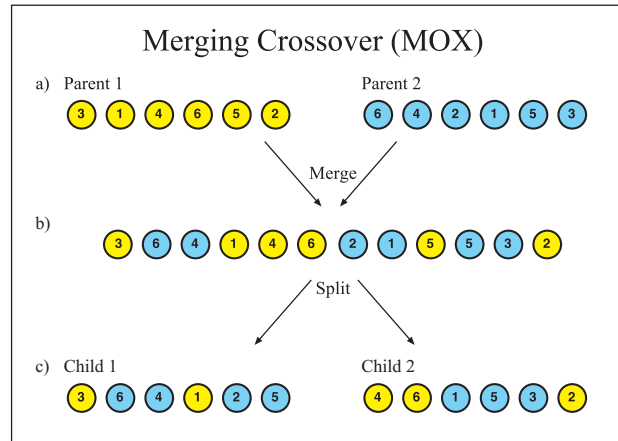 Merging Crossover (MOX)
a) Parent 1 Parent 2
3 1 4 6 5 2 6 4 2 1 5 3
Merge
b)
3 6 4 1 4 6 2 1 5 5 3 2
Split
c) Child 1 Child 2
3 6 4 1 2 5 4 6 1 5 3 2